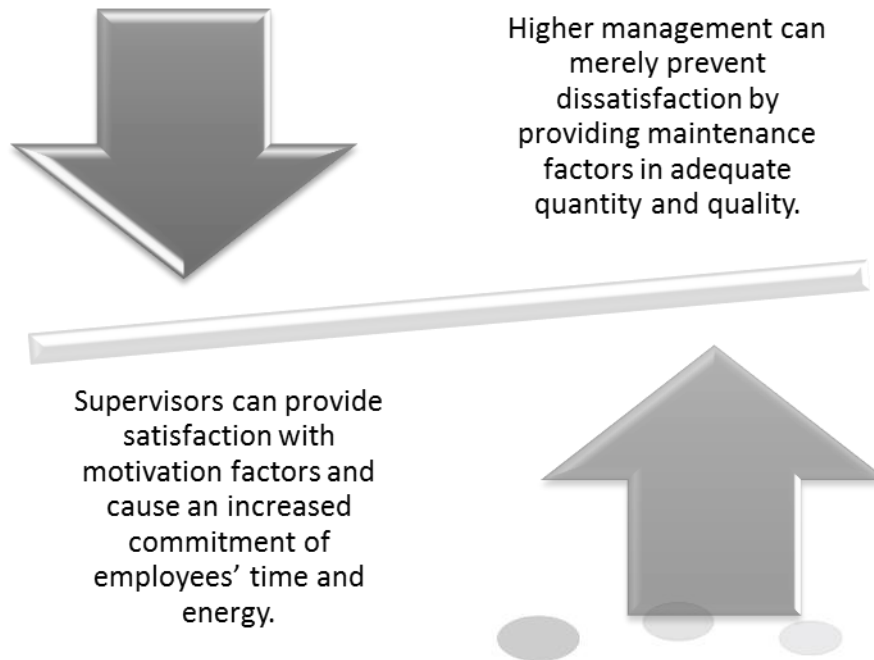 Higher management can
merely prevent
dissatisfaction by
providing maintenance
factors in adequate
quantity and quality.
Supervisors can provide
satisfaction with
motivation factors and
cause an increased
commitment of
employees’ time and
energy.